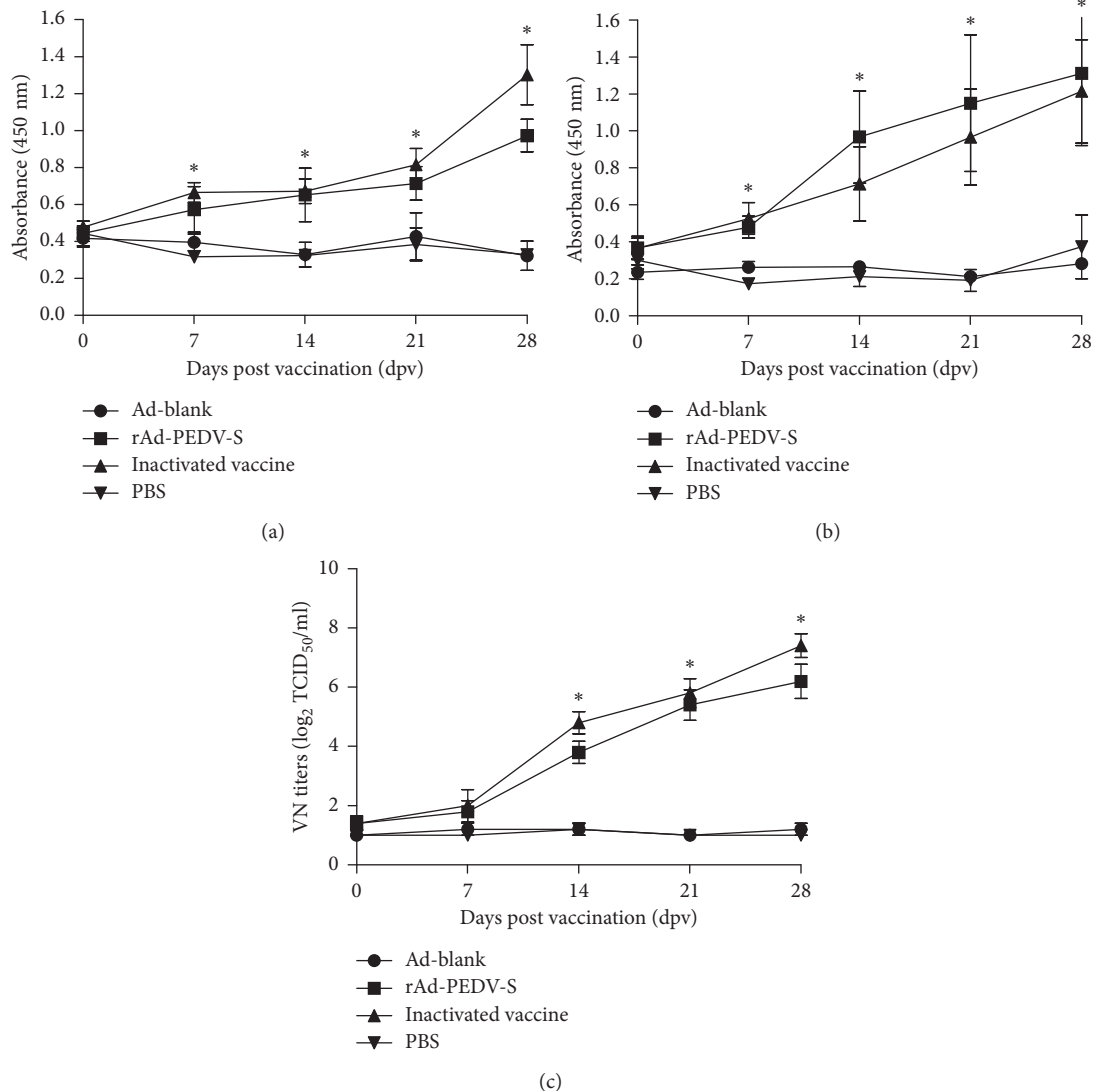 1.6
1.4
1.2
1.0
0.8
0.6
0.4
0.2
0.0
Absorbance (450 nm)
* * * *
0 7 14 21 28
Days post vaccination (dpv)
Ad-blank
rAd-PEDV-S
Inactivated vaccine
PBS
(a)
1.6
1.4
1.2
1.0
0.8
0.6
0.4
0.2
0.0
Absorbance (450 nm)
* * * *
0 7 14 21 28
Days post vaccination (dpv)
Ad-blank
rAd-PEDV-S
Inactivated vaccine
PBS
(b)
10
8
6
4
2
0
VN titers (log₂ TCID₅₀/ml)
* * *
0 7 14 21 28
Days post vaccination (dpv)
Ad-blank
rAd-PEDV-S
Inactivated vaccine
PBS
(c)